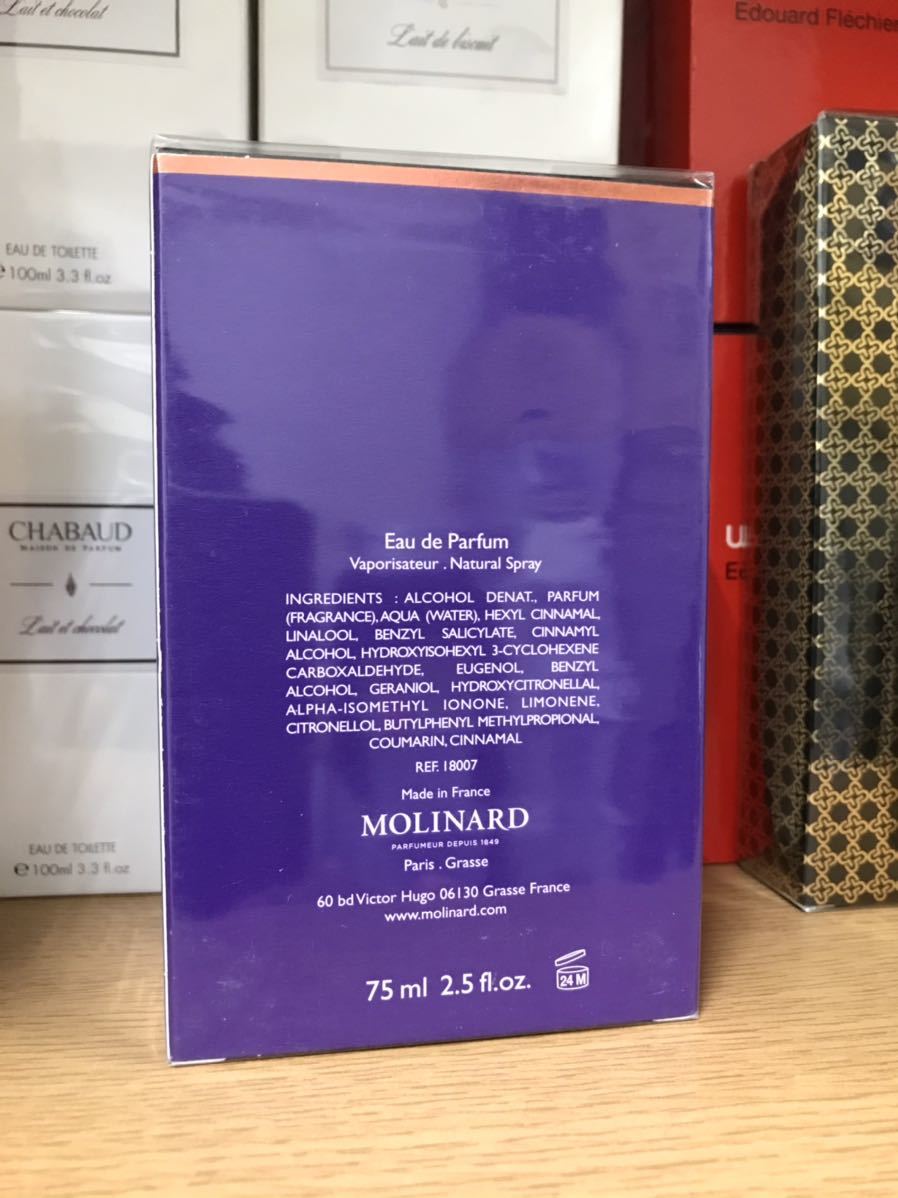 Lait et chocolat
Lait de biscuit
Edouard Fléchier
EAU DE TOILETTE
e 100ml 3.3 fl.oz
CHABAUD
MAISON DE PARFUM
Lait et chocolat
EAU DE TOILETTE
e 100ml 3.3 fl.oz
Eau de Parfum
Vaporisateur . Natural Spray
INGREDIENTS : ALCOHOL DENAT., PARFUM
(FRAGRANCE), AQUA (WATER), HEXYL CINNAMAL,
LINALOOL, BENZYL SALICYLATE, CINNAMYL
ALCOHOL, HYDROXYISOHEXYL 3-CYCLOHEXENE
CARBOXALDEHYDE, EUGENOL, BENZYL
ALCOHOL, GERANIOL, HYDROXYCITRONELLAL,
ALPHA-ISOMETHYL IONONE, LIMONENE,
CITRONELLOL, BUTYLPHENYL METHYLPROPIONAL,
COUMARIN, CINNAMAL
REF. 18007
Made in France
MOLINARD
PARFUMEUR DEPUIS 1849
Paris . Grasse
60 bd Victor Hugo 06130 Grasse France
www.molinard.com
75 ml 2.5 fl.oz.
24 M